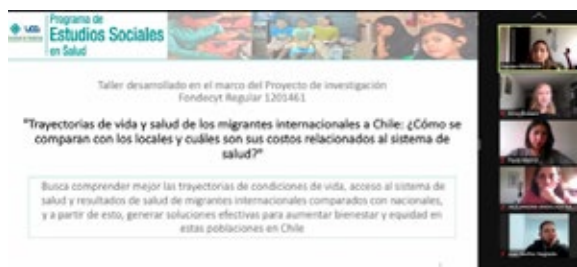 Programa de
Estudios Sociales
en Salud
Taller desarrollado en el marco del Proyecto de investigación
Fondecyt Regular 1201461
"Trayectorias de vida y salud de los migrantes internacionales a Chile: ¿Cómo se
comparan con los locales y cuáles son sus costos relacionados al sistema de
salud?"
Busca comprender mejor las trayectorias de condiciones de vida, acceso al sistema de
salud y resultados de salud de migrantes internacionales comparados con nacionales,
y a partir de esto, generar soluciones efectivas para aumentar bienestar y equidad en
estas poblaciones en Chile